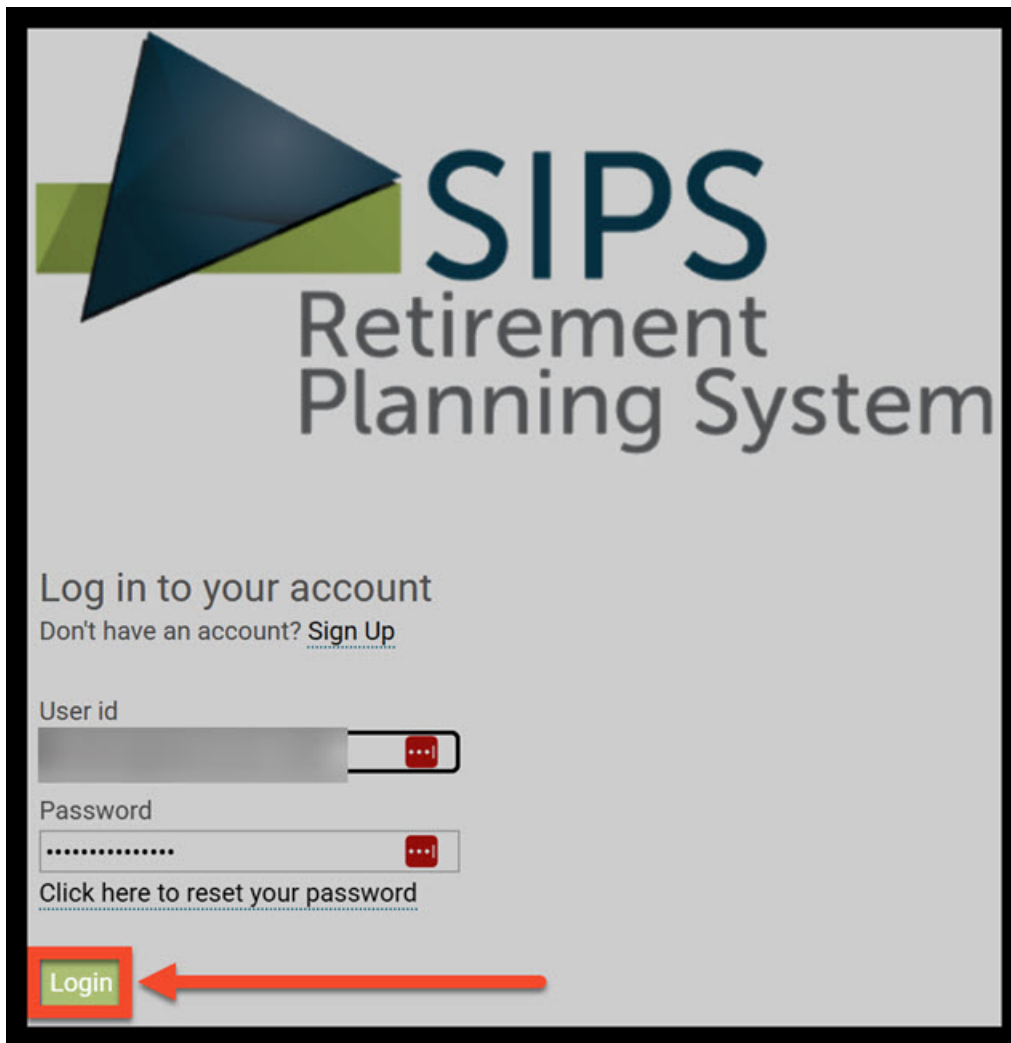 SIPS
Retirement
Planning System
Log in to your account
Don't have an account? Sign Up
User id
Password
•••••••••••••••
Click here to reset your password
Login